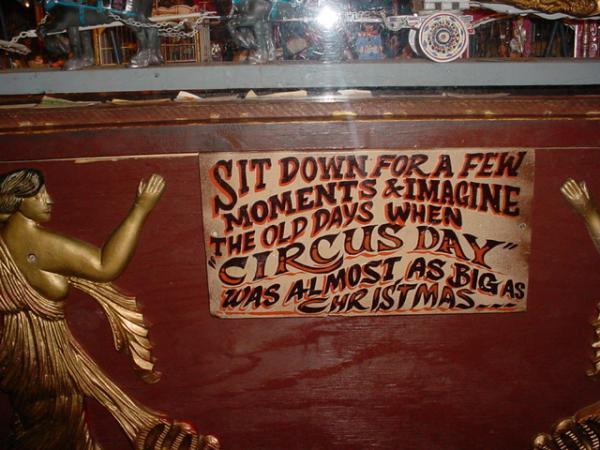 SIT DOWN FOR A FEW
MOMENTS & IMAGINE
THE OLD DAYS WHEN
"CIRCUS DAY"
WAS ALMOST AS BIG AS
CHRISTMAS...